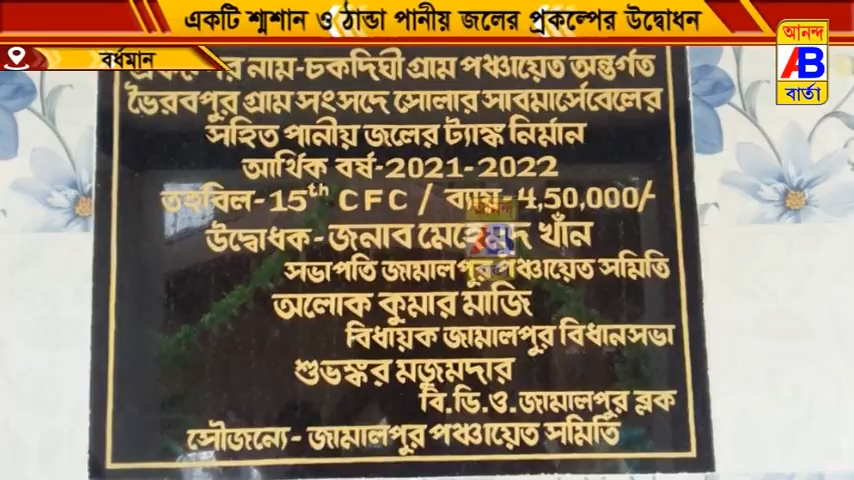 একটি শ্মশান ও ঠান্ডা পানীয় জলের প্রকল্পের উদ্বোধন
আনন্দ
AB
বার্তা
বর্ধমান
নাম-চকদিঘী গ্রাম পঞ্চায়েত অন্তর্গত
ভৈরবপুর গ্রাম সংসদে সোলার সাবমার্সেবেলের
সহিত পানীয় জলের ট্যাঙ্ক নির্মান
আর্থিক বর্ষ-2021-2022
তহবিল-15th CFC / ব্যায়- 4,50,000/-
উদ্বোধক-জনাব মেহেমুদ খাঁন
সভাপতি জামালপুর পঞ্চায়েত সমিতি
অলোক কুমার মাজি
বিধায়ক জামালপুর বিধানসভা
শুভঙ্কর মজুমদার
বি.ডি.ও.জামালপুর ব্লক
সৌজন্যে- জামালপুর পঞ্চায়েত সমিতি